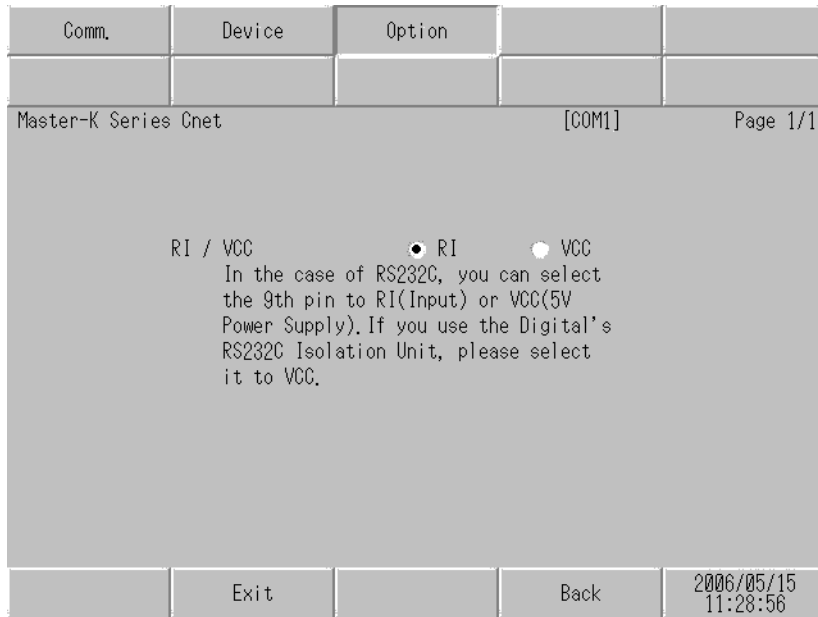 Comm. Device Option
Master-K Series Cnet [COM1] Page 1/1
RI / VCC RI VCC
In the case of RS232C, you can select
the 9th pin to RI(Input) or VCC(5V
Power Supply).If you use the Digital's
RS232C Isolation Unit, please select
it to VCC.
Exit Back 2006/05/15
11:28:56